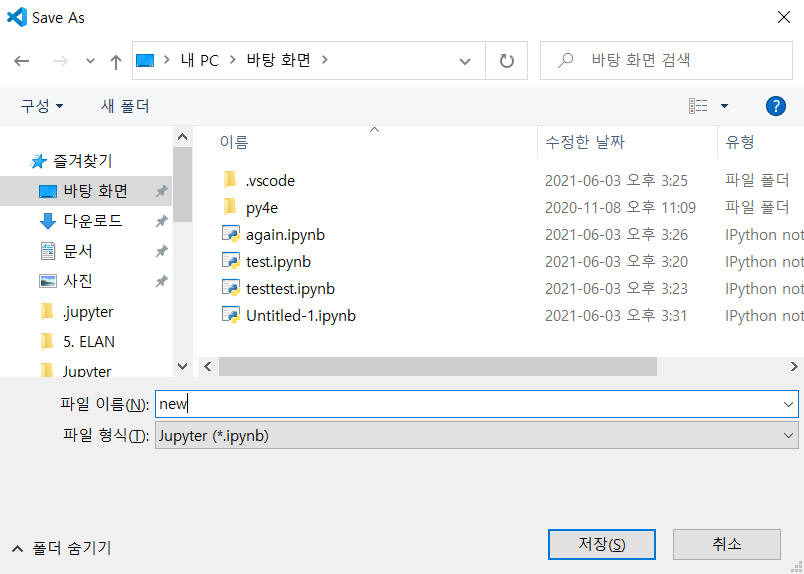 Save As
내 PC > 바탕 화면 >
바탕 화면 검색
구성
새 폴더
?
즐겨찾기
바탕 화면
다운로드
문서
사진
.jupyter
5. ELAN
Jupyter
이름 수정한 날짜 유형
.vscode 2021-06-03 오후 3:25 파일 폴더
py4e 2020-11-08 오후 11:09 파일 폴더
again.ipynb 2021-06-03 오후 3:26 IPython not
test.ipynb 2021-06-03 오후 3:20 IPython not
testtest.ipynb 2021-06-03 오후 3:23 IPython not
Untitled-1.ipynb 2021-06-03 오후 3:31 IPython not
파일 이름(N): new
파일 형식(T): Jupyter (*.ipynb)
폴더 숨기기
저장(S)
취소